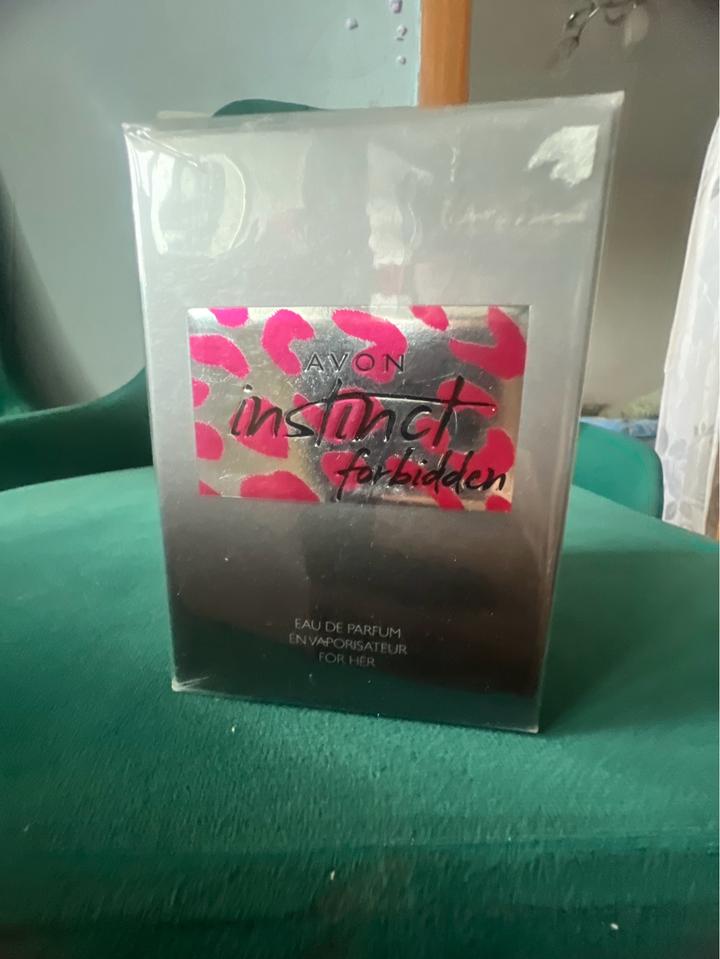 AVON
instinct
forbidden
EAU DE PARFUM
EN VAPORISATEUR
FOR HER